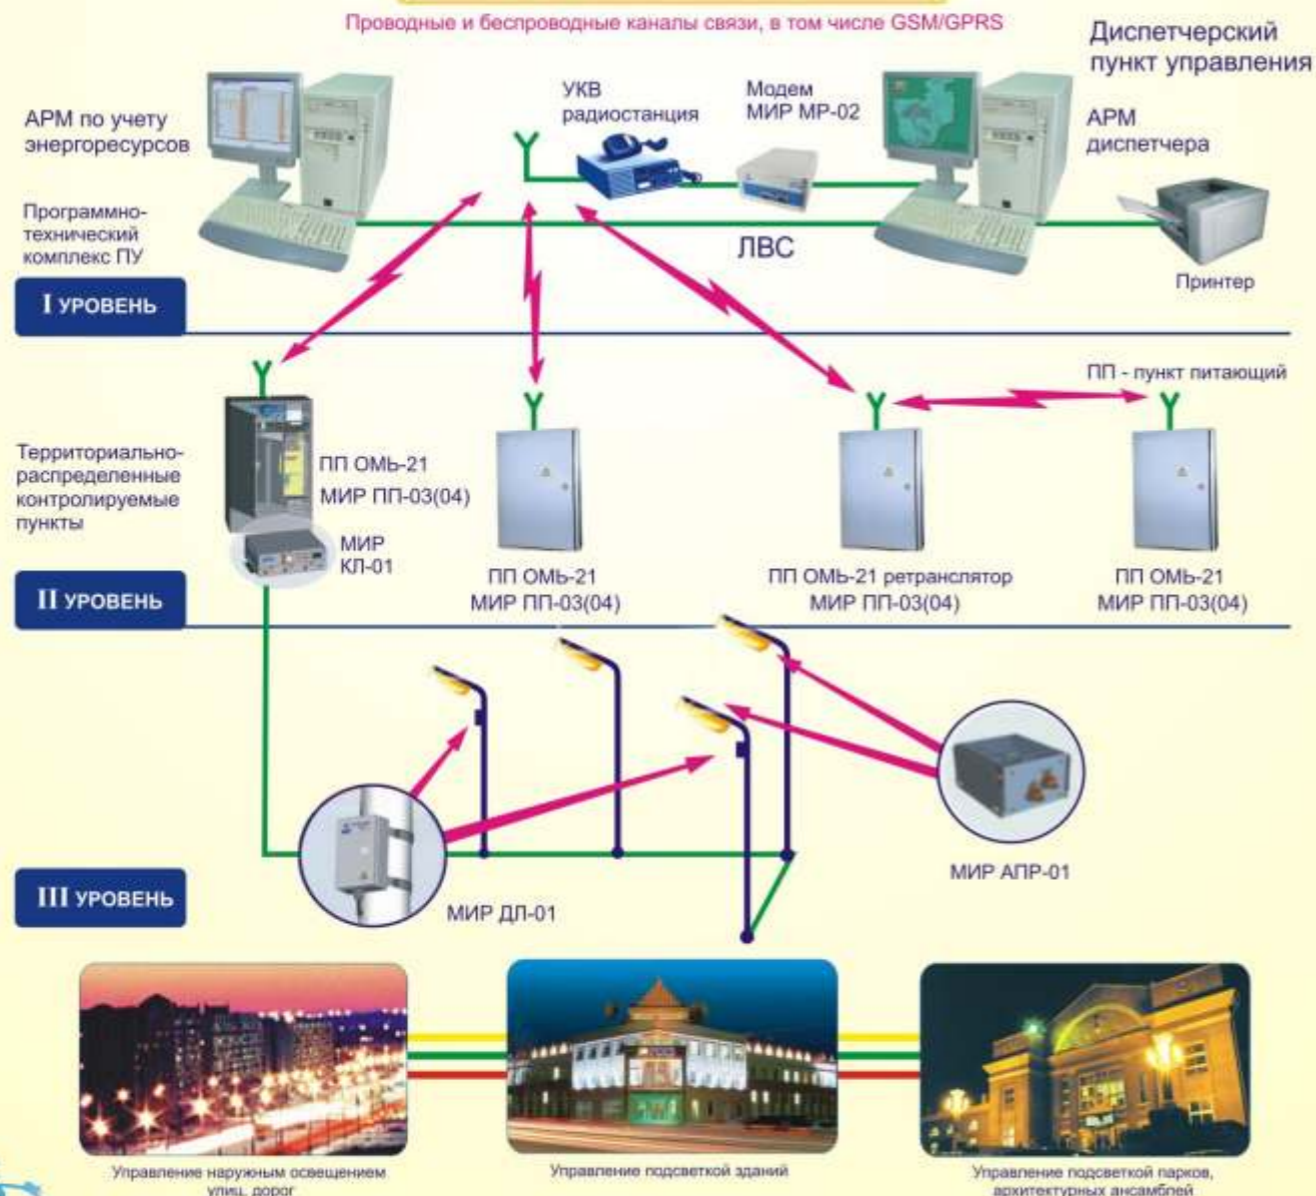 Проводные и беспроводные каналы связи, в том числе GSM/GPRS
Диспетчерский
пункт управления
АРМ по учету
энергоресурсов
УКВ
радиостанция
Модем
МИР МР-02
АРМ
диспетчера
Программно-
технический
комплекс ПУ
ЛВС
Принтер
I УРОВЕНЬ
ПП - пункт питающий
Территориально-
распределенные
контролируемые
пункты
ПП ОМЬ-21
МИР ПП-03(04)
МИР
КЛ-01
ПП ОМЬ-21
МИР ПП-03(04)
ПП ОМЬ-21 ретранслятор
МИР ПП-03(04)
ПП ОМЬ-21
МИР ПП-03(04)
II УРОВЕНЬ
МИР АПР-01
МИР ДЛ-01
III УРОВЕНЬ
Управление наружным освещением
улиц, дорог
Управление подсветкой зданий
Управление подсветкой парков,
архитектурных ансамблей